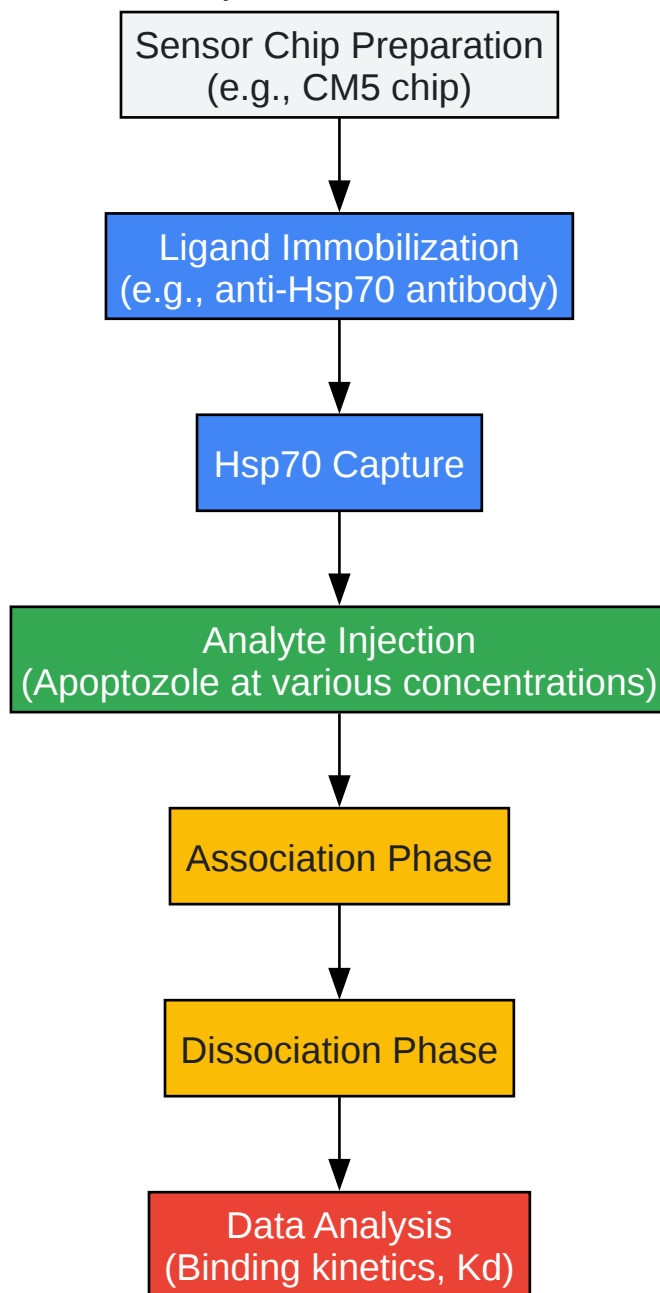 Sensor Chip Preparation
(e.g., CM5 chip)
Ligand Immobilization
(e.g., anti-Hsp70 antibody)
Hsp70 Capture
Analyte Injection
(Apoptozole at various concentrations)
Association Phase
Dissociation Phase
Data Analysis
(Binding kinetics, Kd)